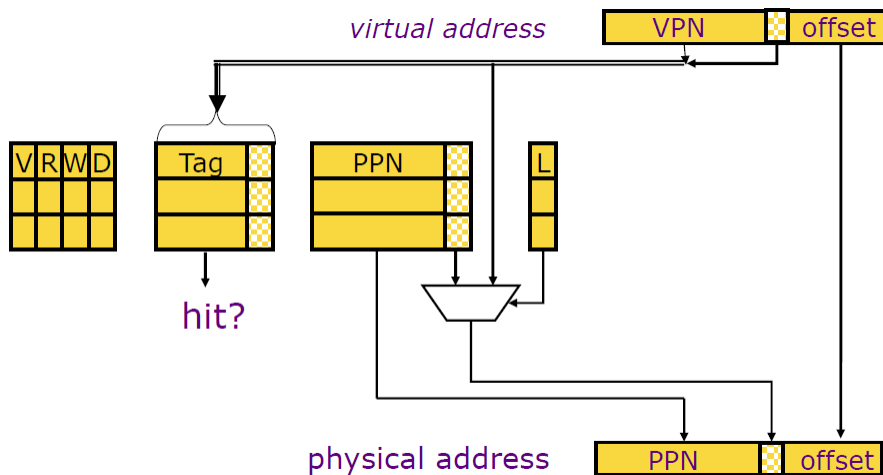 virtual address
VPN offset
V R W D Tag PPN L
hit?
physical address
PPN offset